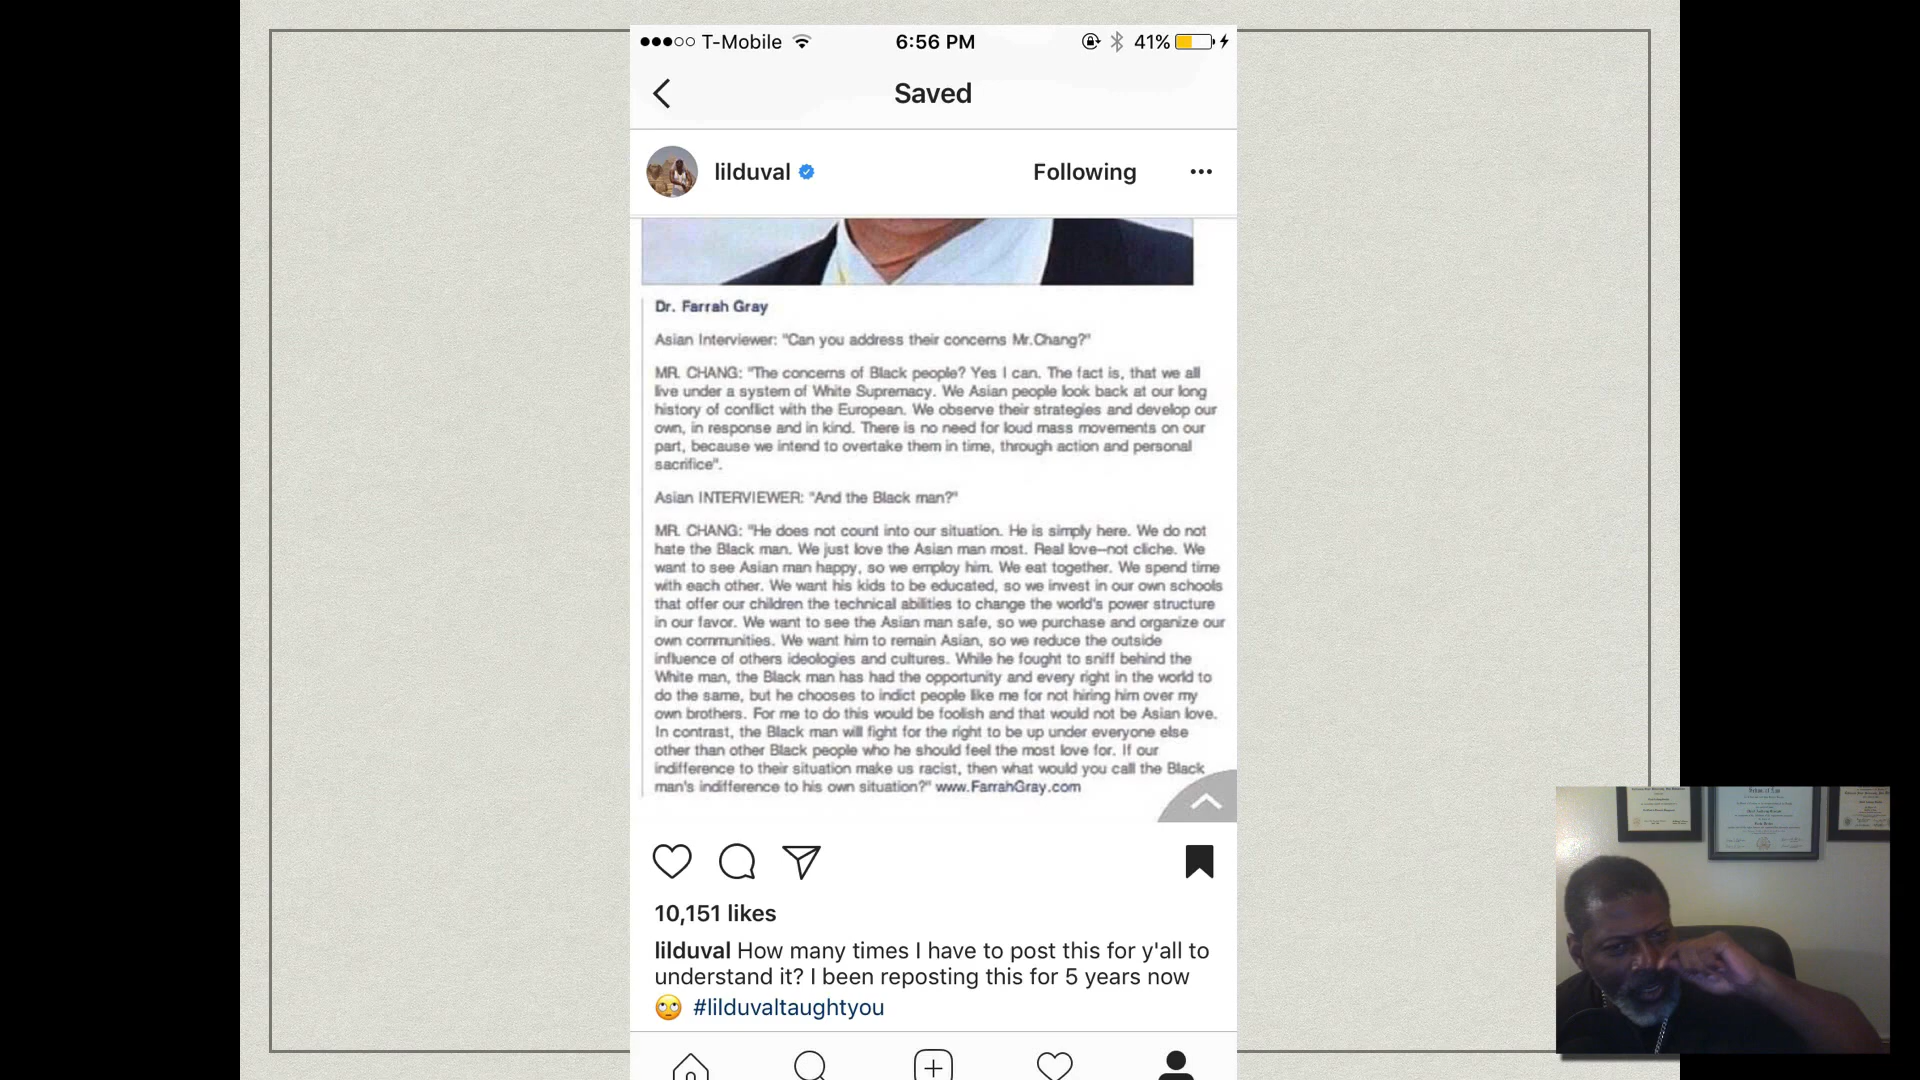 T-Mobile 6:56 PM 41%
Saved
lilduval Following
Dr. Farrah Gray
Asian Interviewer: "Can you address their concerns Mr.Chang?"
MR. CHANG: "The concerns of Black people? Yes I can. The fact is, that we all
live under a system of White Supremacy. We Asian people look back at our long
history of conflict with the European. We observe their strategies and develop our
own, in response and in kind. There is no need for loud mass movements on our
part, because we intend to overtake them in time, through action and personal
sacrifice".
Asian INTERVIEWER: "And the Black man?"
MR. CHANG: "He does not count into our situation. He is simply here. We do not
hate the Black man. We just love the Asian man most. Real love–not cliche. We
want to see Asian man happy, so we employ him. We eat together. We spend time
with each other. We want his kids to be educated, so we invest in our own schools
that offer our children the technical abilities to change the world's power structure
in our favor. We want to see the Asian man safe, so we purchase and organize our
own communities. We want him to remain Asian, so we reduce the outside
influence of others ideologies and cultures. While he fought to sniff behind the
White man, the Black man has had the opportunity and every right in the world to
do the same, but he chooses to indict people like me for not hiring him over my
own brothers. For me to do this would be foolish and that would not be Asian love.
In contrast, the Black man will fight for the right to be up under everyone else
other than other Black people who he should feel the most love for. If our
indifference to their situation make us racist, then what would you call the Black
man's indifference to his own situation?" www.FarrahGray.com
10,151 likes
lilduval How many times I have to post this for y'all to
understand it? I been reposting this for 5 years now
🙄 #lilduvaltaughtyou